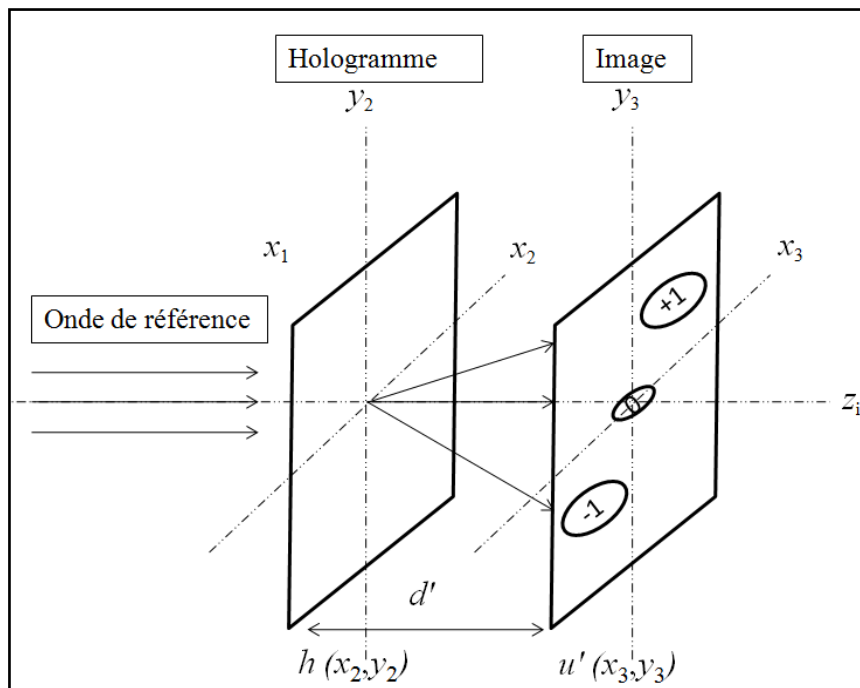 Hologramme
Image
y2
y3
x1
x2
x3
Onde de référence
+1
0
zi
-1
d'
h (x2,y2)
u' (x3,y3)